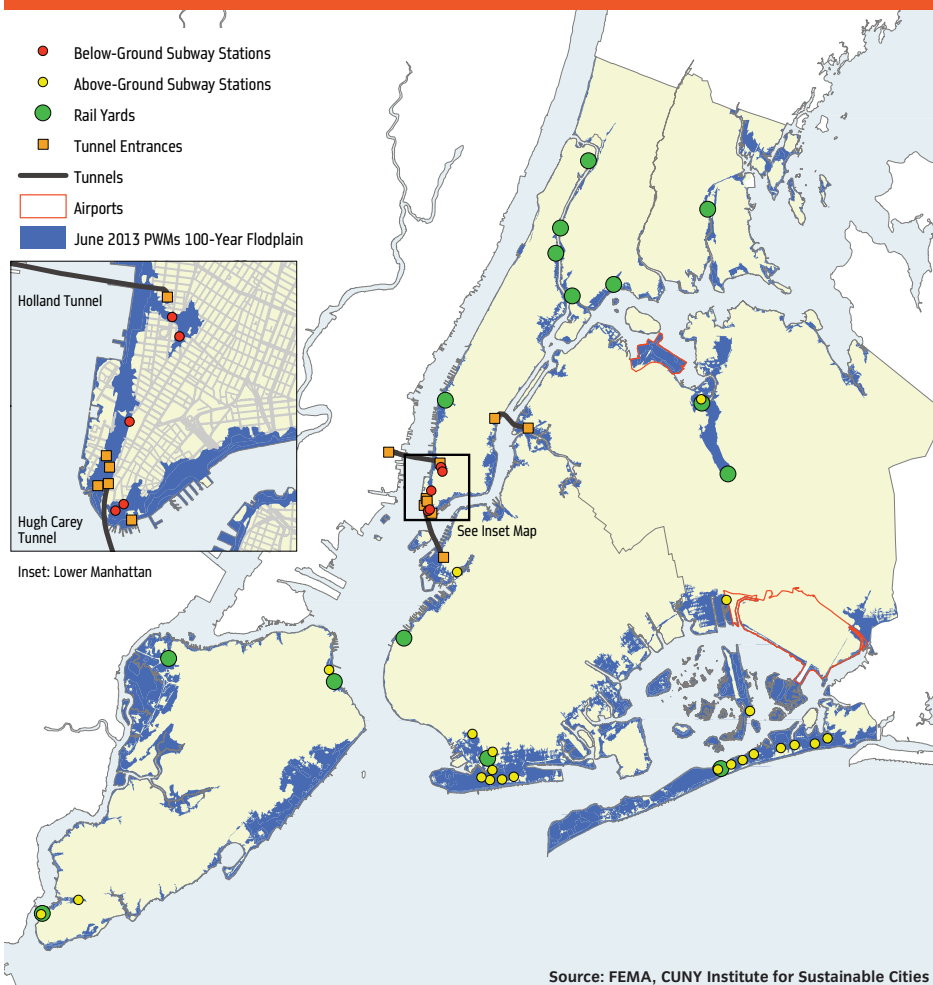 Below-Ground Subway Stations
Above-Ground Subway Stations
Rail Yards
Tunnel Entrances
Tunnels
Airports
June 2013 PWMs 100-Year Flodplain
Holland Tunnel
Hugh Carey
Tunnel
See Inset Map
Inset: Lower Manhattan
Source: FEMA, CUNY Institute for Sustainable Cities